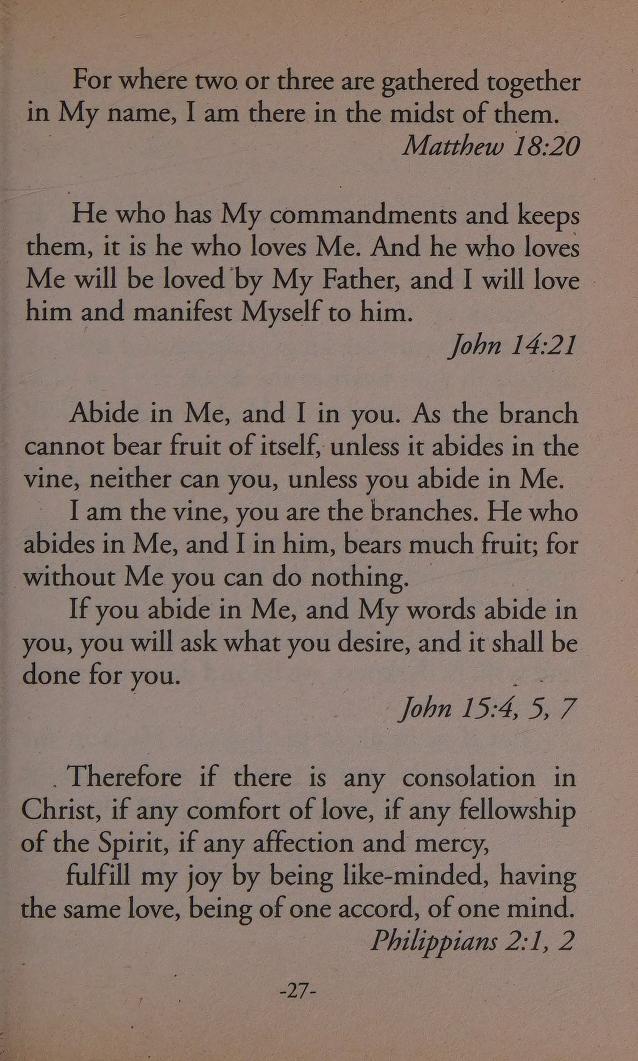 For where two or three are gathered together
in My name, I am there in the midst of them.
Matthew 18:20
He who has My commandments and keeps
them, it is he who loves Me. And he who loves
Me will be loved by My Father, and I will love
him and manifest Myself to him.
John 14:21
Abide in Me, and I in you. As the branch
cannot bear fruit of itself, unless it abides in the
vine, neither can you, unless you abide in Me.
I am the vine, you are the branches. He who
abides in Me, and I in him, bears much fruit; for
without Me you can do nothing.
If you abide in Me, and My words abide in
you, you will ask what you desire, and it shall be
done for you.
John 15:4, 5, 7
Therefore if there is any consolation in
Christ, if any comfort of love, if any fellowship
of the Spirit, if any affection and mercy,
fulfill my joy by being like-minded, having
the same love, being of one accord, of one mind.
Philippians 2:1, 2
-27-